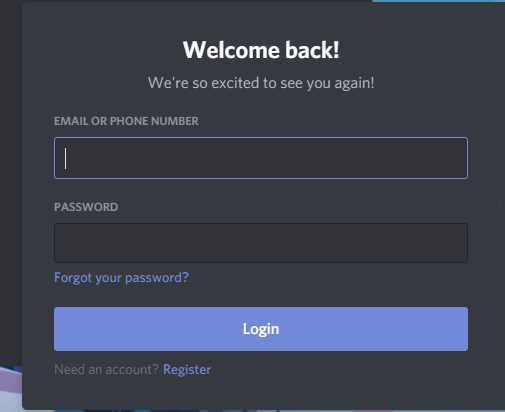 Welcome back!
We're so excited to see you again!
EMAIL OR PHONE NUMBER
PASSWORD
Forgot your password?
Login
Need an account? Register